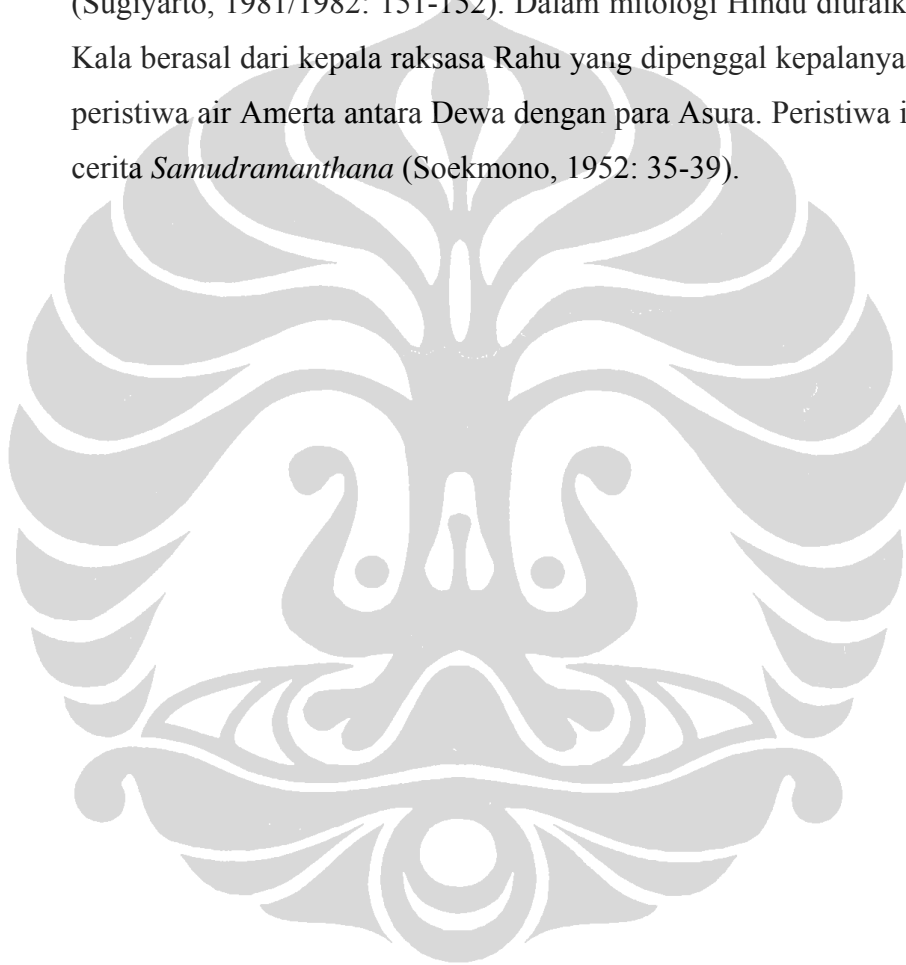 (Sugiyarto, 1981/1982: 151-152). Dalam mitologi Hindu diuraik
Kala berasal dari kepala raksasa Rahu yang dipenggal kepalanya
peristiwa air Amerta antara Dewa dengan para Asura. Peristiwa i
cerita Samudramanthana (Soekmono, 1952: 35-39).